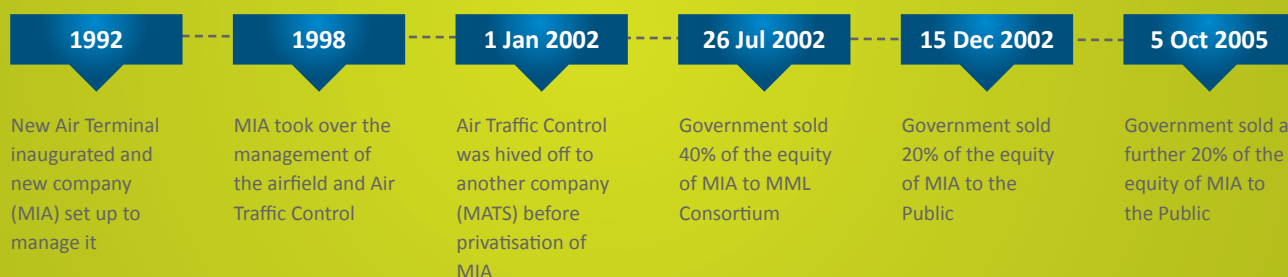 1992
New Air Terminal
inaugurated and
new company
(MIA) set up to
manage it
1998
MIA took over the
management of
the airfield and Air
Traffic Control
1 Jan 2002
Air Traffic Control
was hived off to
another company
(MATS) before
privatisation of
MIA
26 Jul 2002
Government sold
40% of the equity
of MIA to MML
Consortium
15 Dec 2002
Government sold
20% of the equity
of MIA to the
Public
5 Oct 2005
Government sold a
further 20% of the
equity of MIA to
the Public